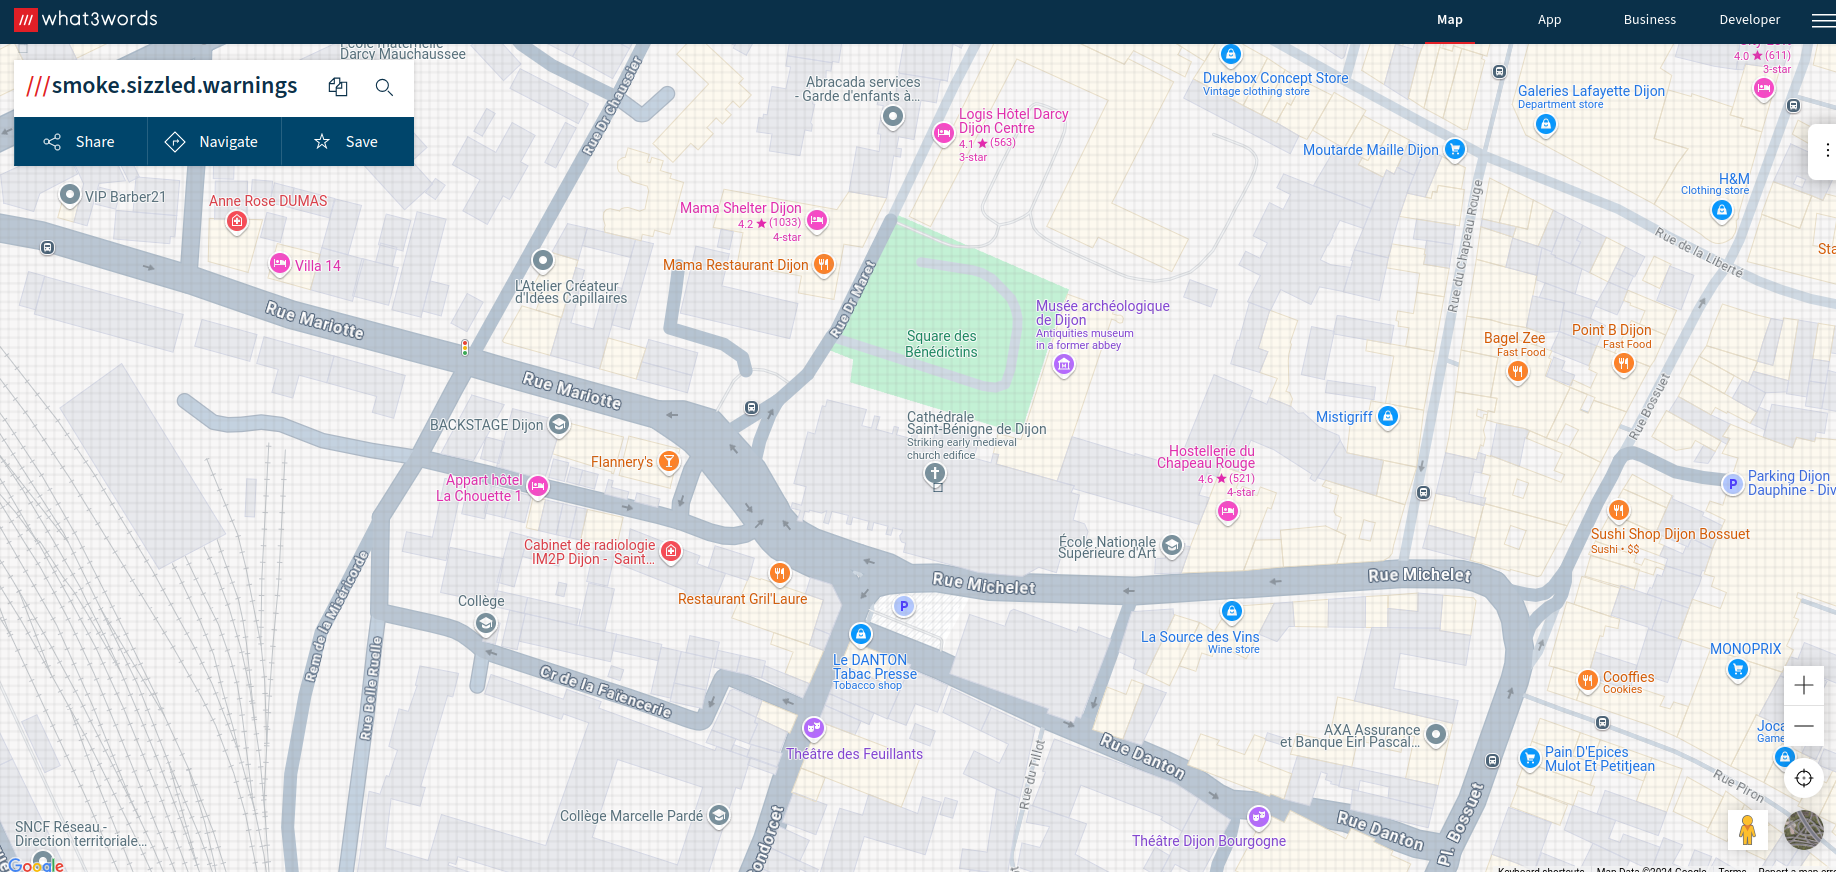 what3words
Map
App
Business
Developer
///smoke.sizzled.warnings
Share
Navigate
Save
Darcy Mauchaussee
Rue Dr Chaussier
Abracada services
- Garde d'enfants à...
Logis Hôtel Darcy
Dijon Centre
4.1 ★ (563)
3-star
Dukebox Concept Store
Vintage clothing store
4.0 ★ (611)
3-star
Galeries Lafayette Dijon
Department store
Moutarde Maille Dijon
H&M
Clothing store
VIP Barber21
Anne Rose DUMAS
Villa 14
Mama Shelter Dijon
4.2 ★ (1033)
4-star
Mama Restaurant Dijon
L'Atelier Créateur
d'Idées Capillaires
Rue Dr Maret
Rue du Chapeau Rouge
Rue de la Liberté
Sta
Rue Mariotte
Square des
Bénédictins
Musée archéologique
de Dijon
Antiquities museum
in a former abbey
Bagel Zee
Fast Food
Point B Dijon
Fast Food
Rue Mariotte
Rue Bossuet
BACKSTAGE Dijon
Cathédrale
Saint-Bénigne de Dijon
Striking early medieval
church edifice
Mistigriff
Flannery's
Hostellerie du
Chapeau Rouge
4.6 ★ (521)
4-star
Appart hôtel
La Chouette 1
P
Parking Dijon
Dauphine - Div
Sushi Shop Dijon Bossuet
Sushi • $$
Cabinet de radiologie
IM2P Dijon - Saint...
École Nationale
Supérieure d'Art
Rue Michelet
Rue Michelet
Restaurant Gril'Laure
P
Collège
Rem de la Miséricorde
Rue Belle Ruelle
Le DANTON
Tabac Presse
Tobacco shop
La Source des Vins
Wine store
MONOPRIX
Cooffies
Cookies
Cr de la Faïencerie
Théâtre des Feuillants
Rue du Tillot
Rue Danton
AXA Assurance
et Banque Eirl Pascal...
Joca
Game
Pain D'Epices
Mulot Et Petitjean
Rue Piron
Collège Marcelle Pardé
ondorcet
Théâtre Dijon Bourgogne
Rue Danton
Pl. Bossuet
SNCF Réseau -
Direction territoriale...
Google
Keyboard shortcuts
Map Data ©2024 Google
Terms
Report a map erro